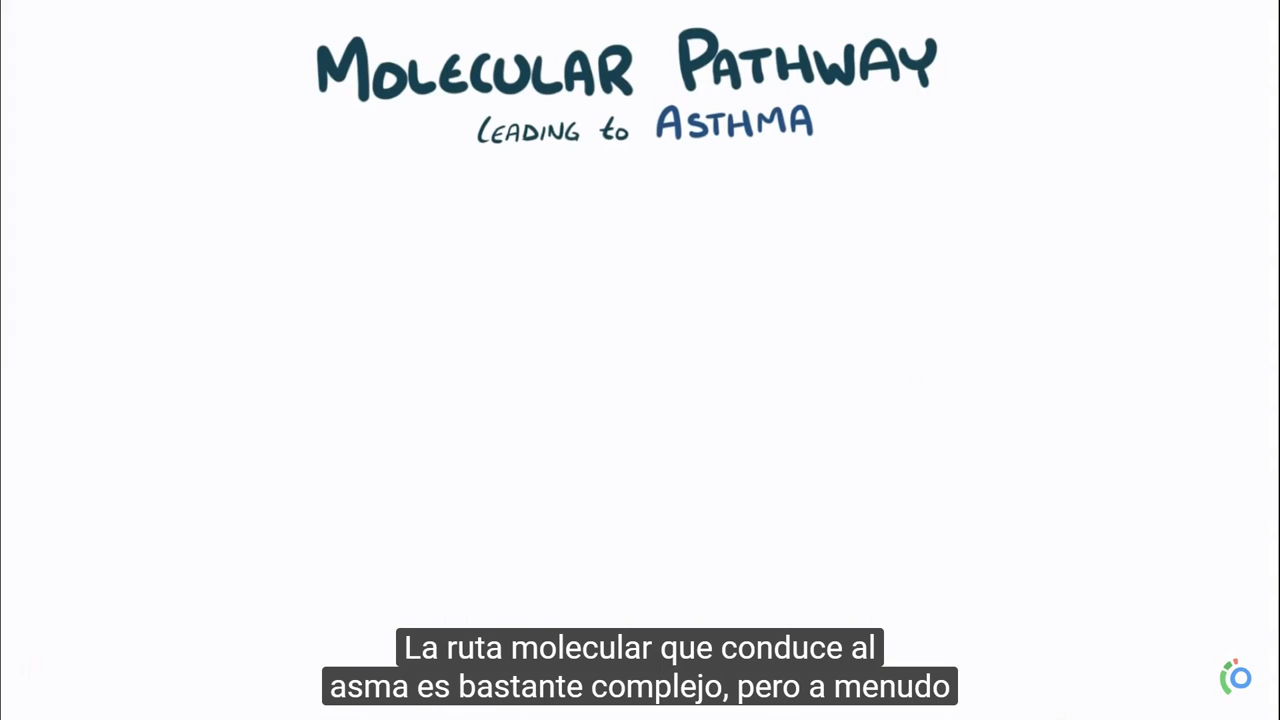 MOLECULAR PATHWAY
LEADING to ASTHMA
La ruta molecular que conduce al
asma es bastante complejo, pero a menudo